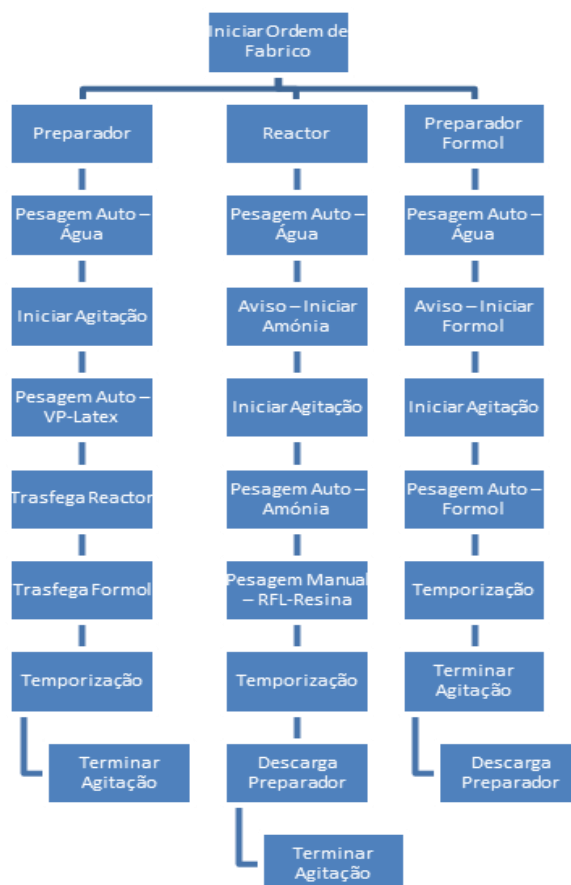 Iniciar Ordem de
Fabrico
Preparador
Pesagem Auto –
Água
Iniciar Agitação
Pesagem Auto –
VP-Latex
Trasfega Reactor
Trasfega Formol
Temporização
Terminar
Agitação
Reactor
Pesagem Auto –
Água
Aviso – Iniciar
Amónia
Iniciar Agitação
Pesagem Auto –
Amónia
Pesagem Manual
– RFL-Resina
Temporização
Descarga
Preparador
Terminar
Agitação
Preparador
Formol
Pesagem Auto –
Água
Aviso – Iniciar
Formol
Iniciar Agitação
Pesagem Auto –
Formol
Temporização
Terminar
Agitação
Descarga
Preparador